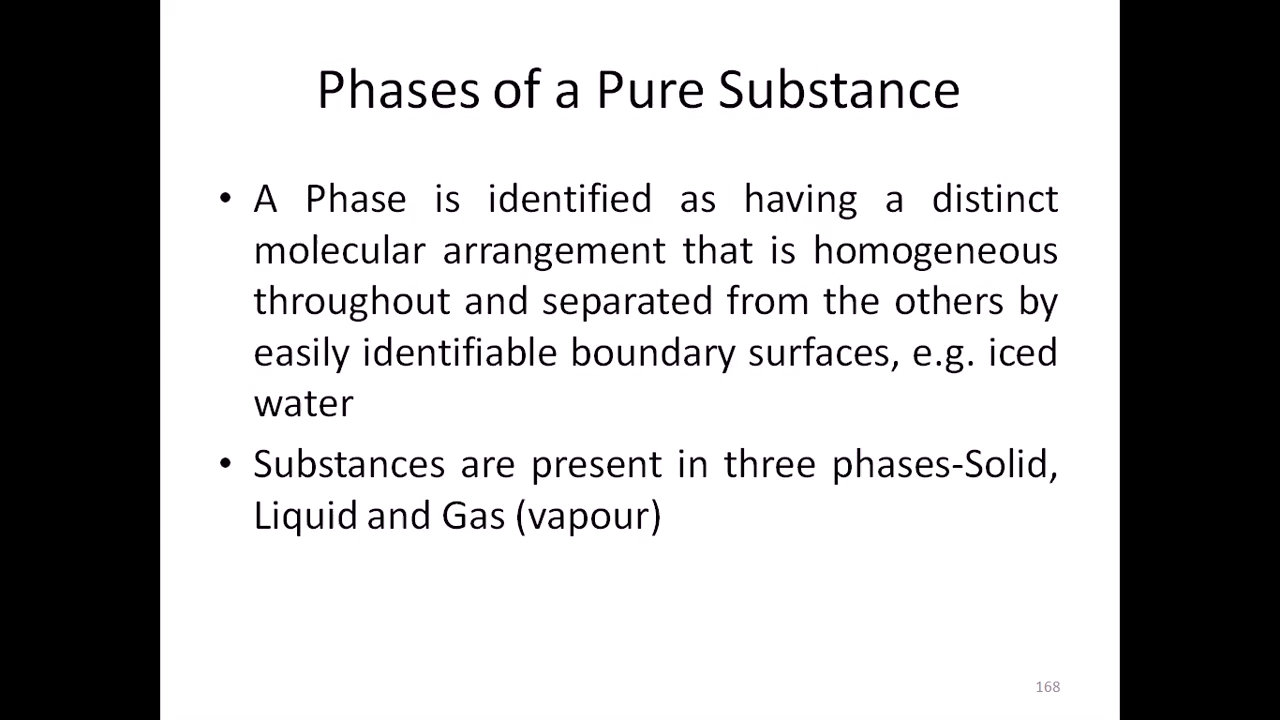 Phases of a Pure Substance
• A Phase is identified as having a distinct
molecular arrangement that is homogeneous
throughout and separated from the others by
easily identifiable boundary surfaces, e.g. iced
water
• Substances are present in three phases-Solid,
Liquid and Gas (vapour)
168